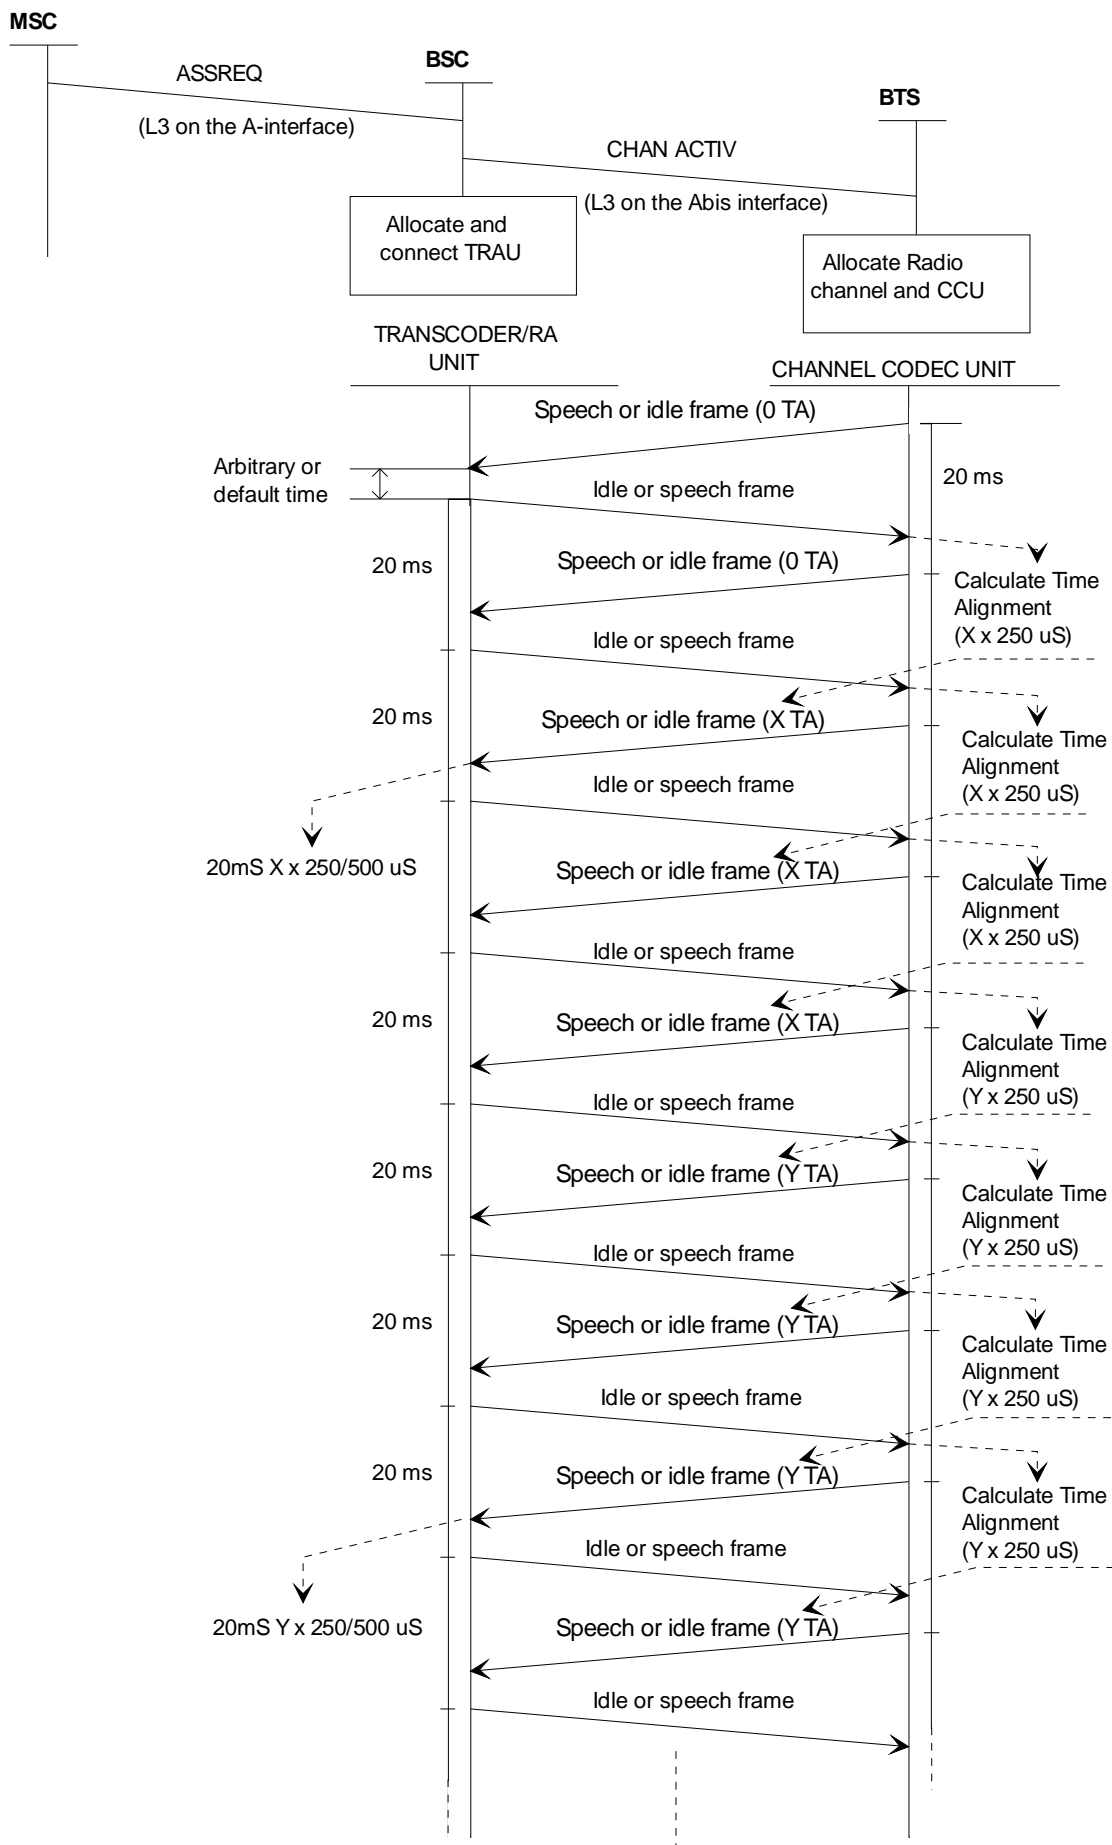 MSC
BSC
BTS
ASSREQ
(L3 on the A-interface)
CHAN ACTIV
(L3 on the Abis interface)
Allocate and
connect TRAU
Allocate Radio
channel and CCU
TRANSCODER/RA
UNIT
CHANNEL CODEC UNIT
Speech or idle frame (0 TA)
Arbitrary or
default time
20 ms
Idle or speech frame
20 ms
Speech or idle frame (0 TA)
Calculate Time
Alignment
(X x 250 uS)
Idle or speech frame
20 ms
Speech or idle frame (X TA)
Calculate Time
Alignment
(X x 250 uS)
Idle or speech frame
20mS X x 250/500 uS
Speech or idle frame (X TA)
Calculate Time
Alignment
(X x 250 uS)
Idle or speech frame
20 ms
Speech or idle frame (X TA)
Calculate Time
Alignment
(Y x 250 uS)
Idle or speech frame
20 ms
Speech or idle frame (Y TA)
Calculate Time
Alignment
(Y x 250 uS)
Idle or speech frame
20 ms
Speech or idle frame (Y TA)
Calculate Time
Alignment
(Y x 250 uS)
Idle or speech frame
20 ms
Speech or idle frame (Y TA)
Calculate Time
Alignment
(Y x 250 uS)
Idle or speech frame
20mS Y x 250/500 uS
Speech or idle frame (Y TA)
Idle or speech frame